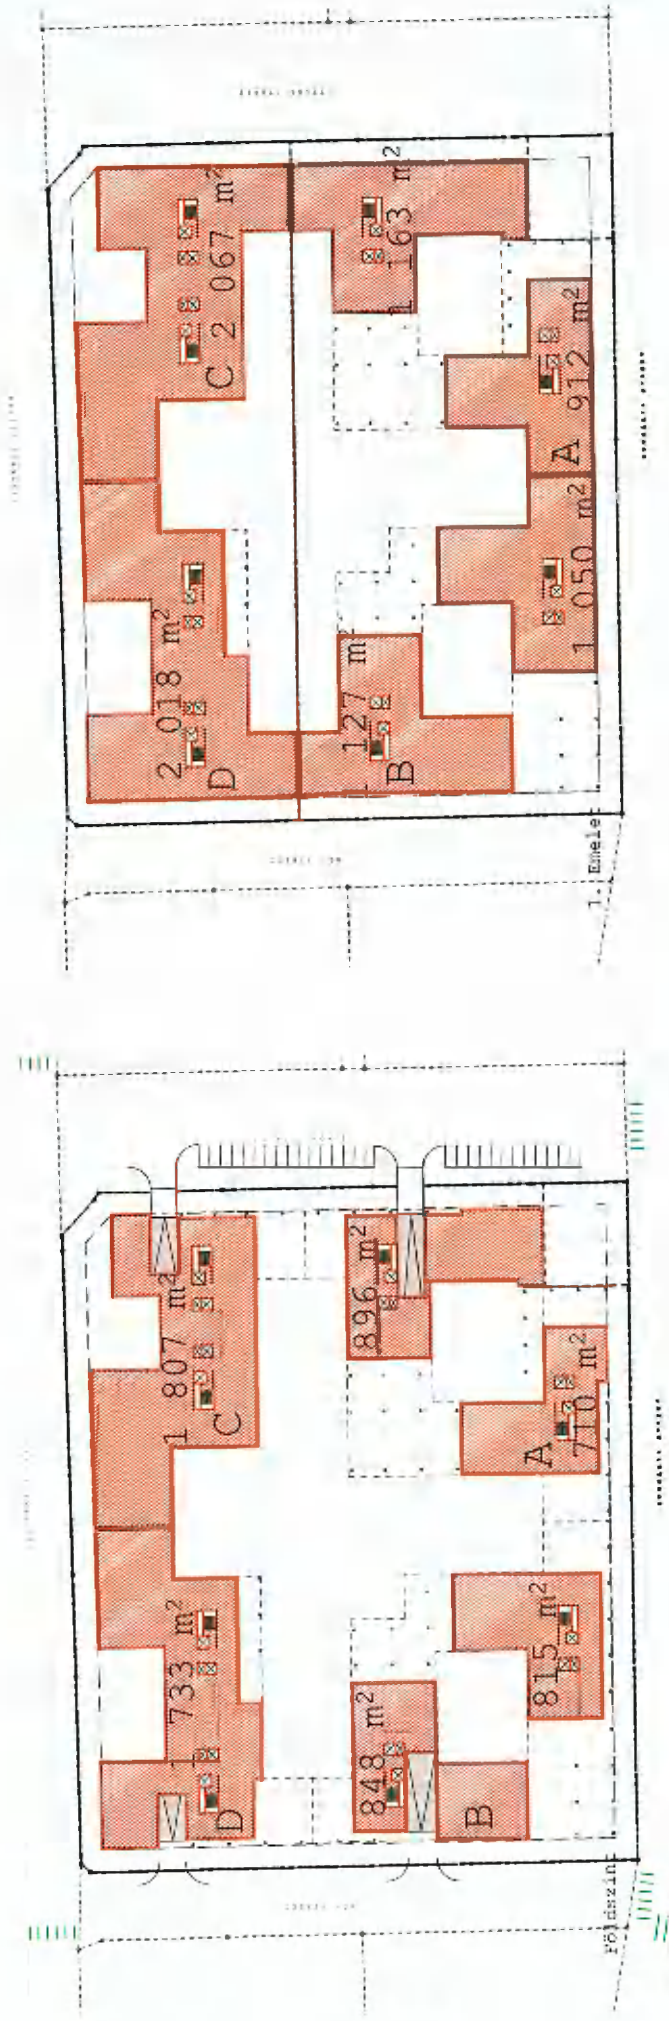 2 067 m²
C
1 163 m²
912 m²
A
1 050 m²
2 018 m²
D
127 m²
B
1. Emelet
1 807 m²
C
896 m²
710 m²
A
733 m²
D
815 m²
848 m²
B
Földszint